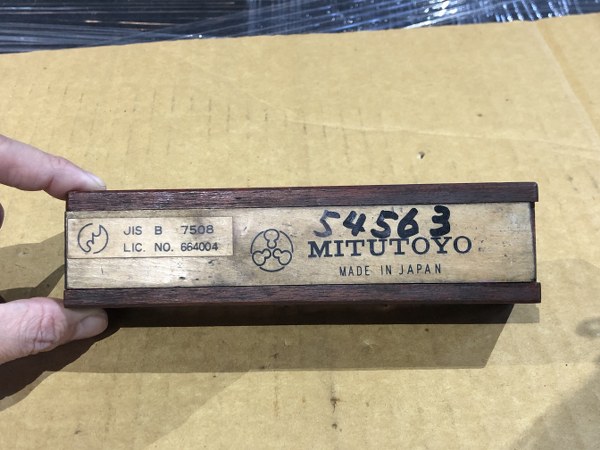 JIS B 7508
LIC. NO. 664004
54563
MITUTOYO
MADE IN JAPAN